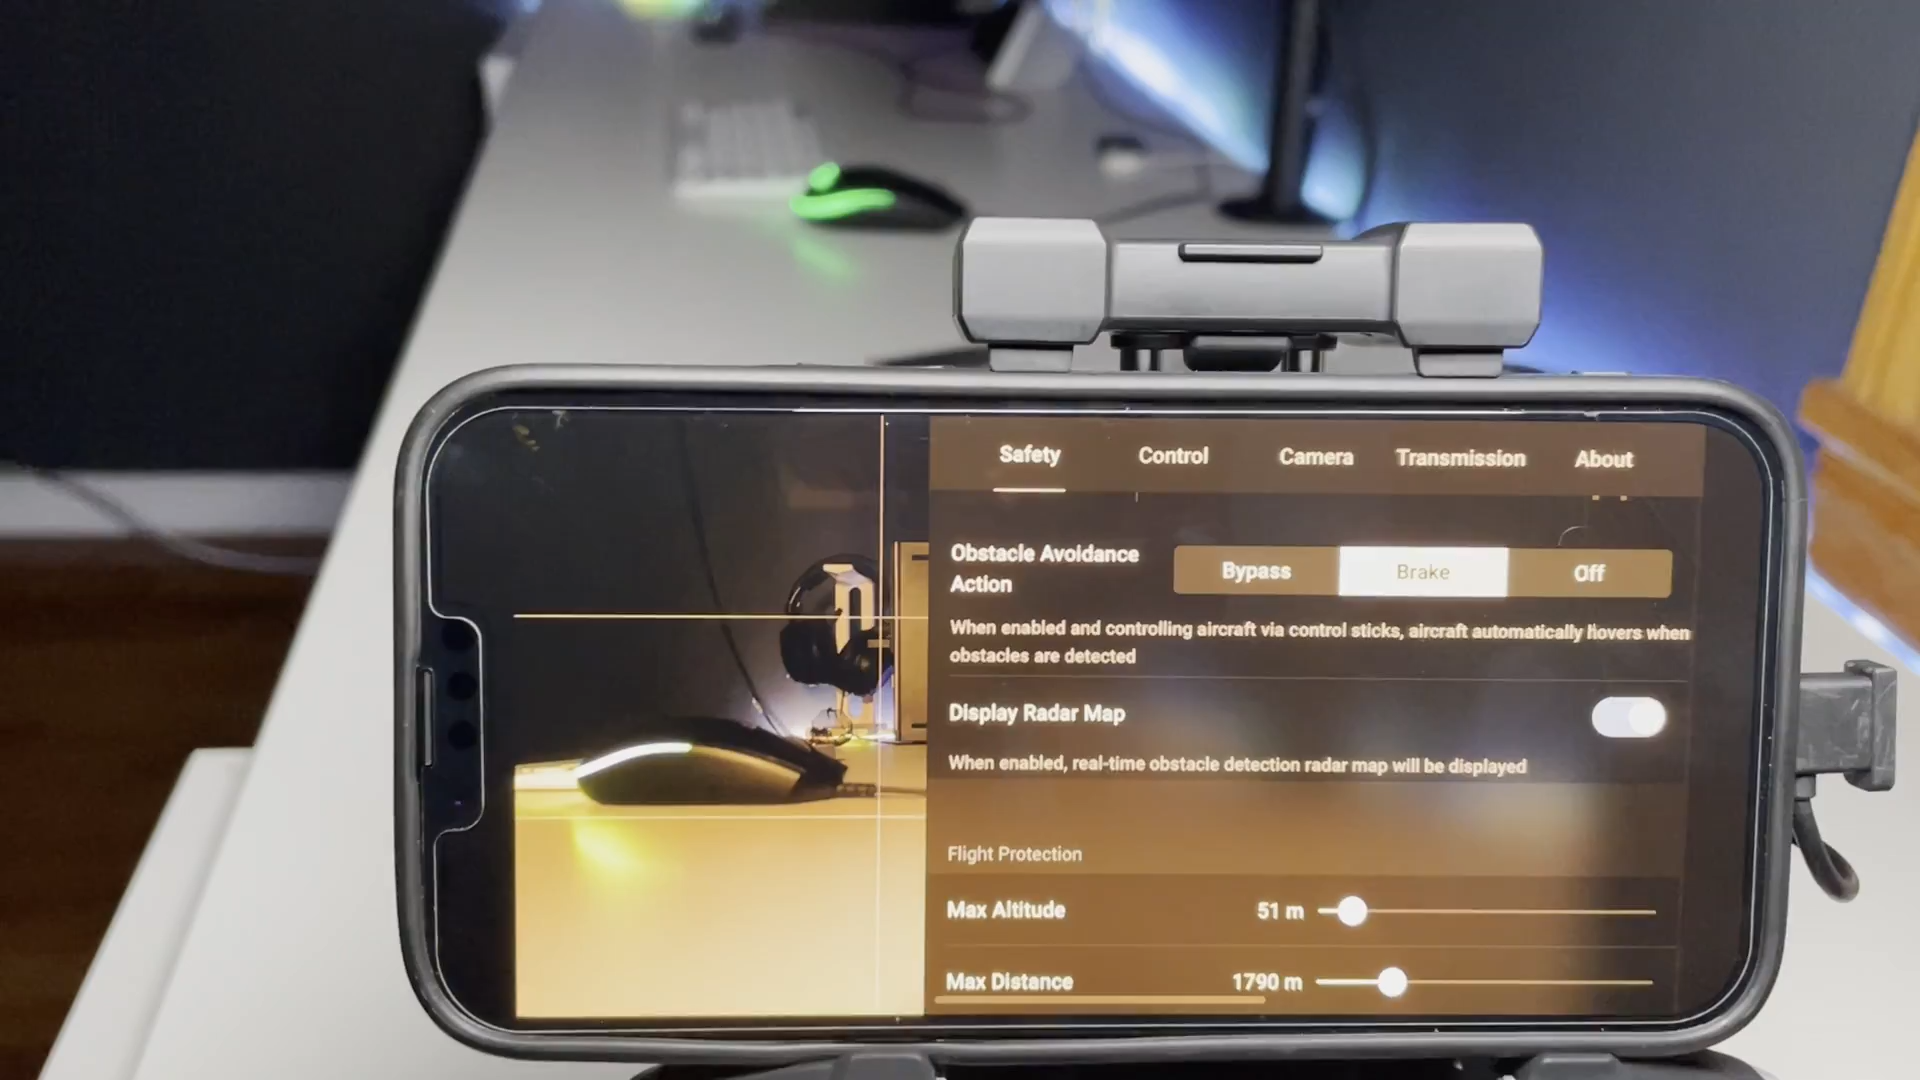 Safety Control Camera Transmission About
Obstacle Avoidance
Action
Bypass Brake Off
When enabled and controlling aircraft via control sticks, aircraft automatically hovers when
obstacles are detected
Display Radar Map
When enabled, real-time obstacle detection radar map will be displayed
Flight Protection
Max Altitude 51 m
Max Distance 1790 m